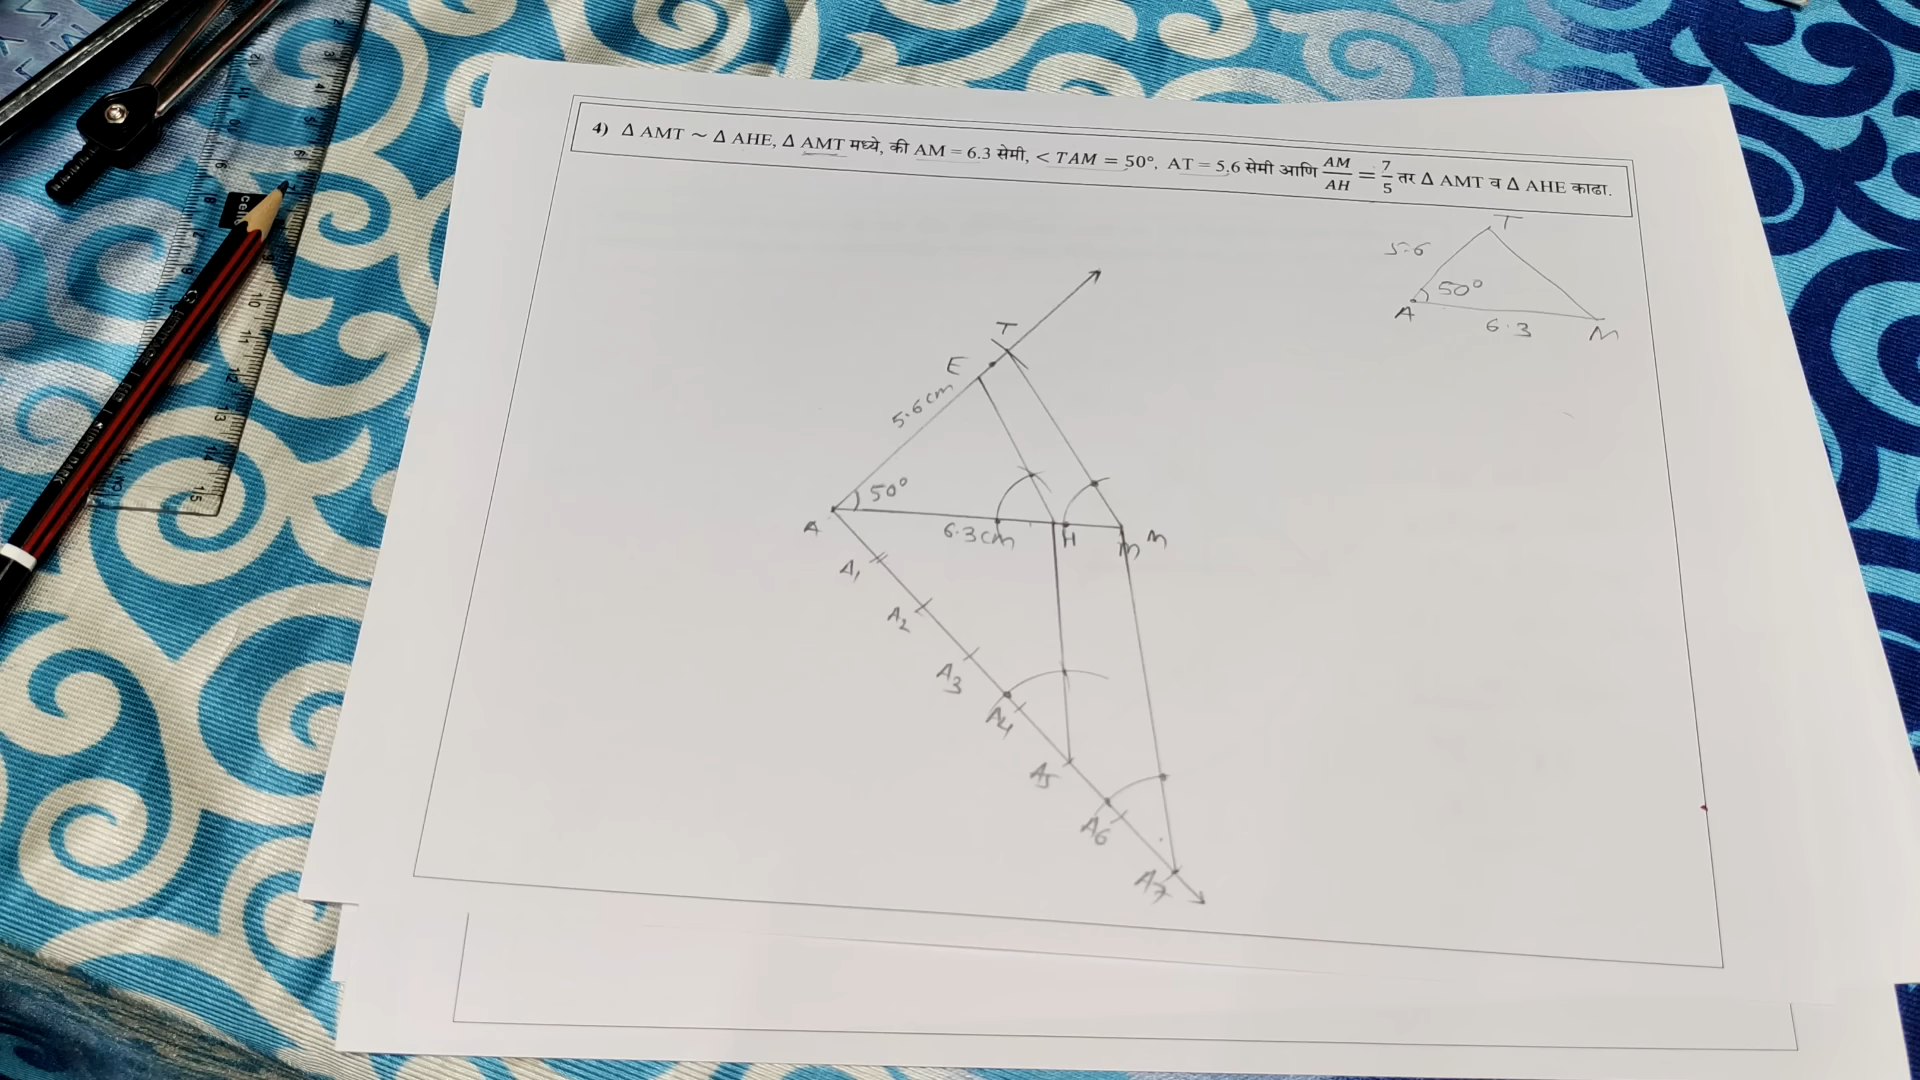 4) Δ AMT ~ Δ AHE, Δ AMT मध्ये, की AM = 6.3 सेमी, < TAM = 50°, AT = 5.6 सेमी आणि AM/AH = 7/5 तर Δ AMT व Δ AHE काढा.
T
5.6
50°
A
6.3
M
T
E
5.6cm
50°
A
6.3cm
H
m
M
A1
A2
A3
A4
A5
A6
A7